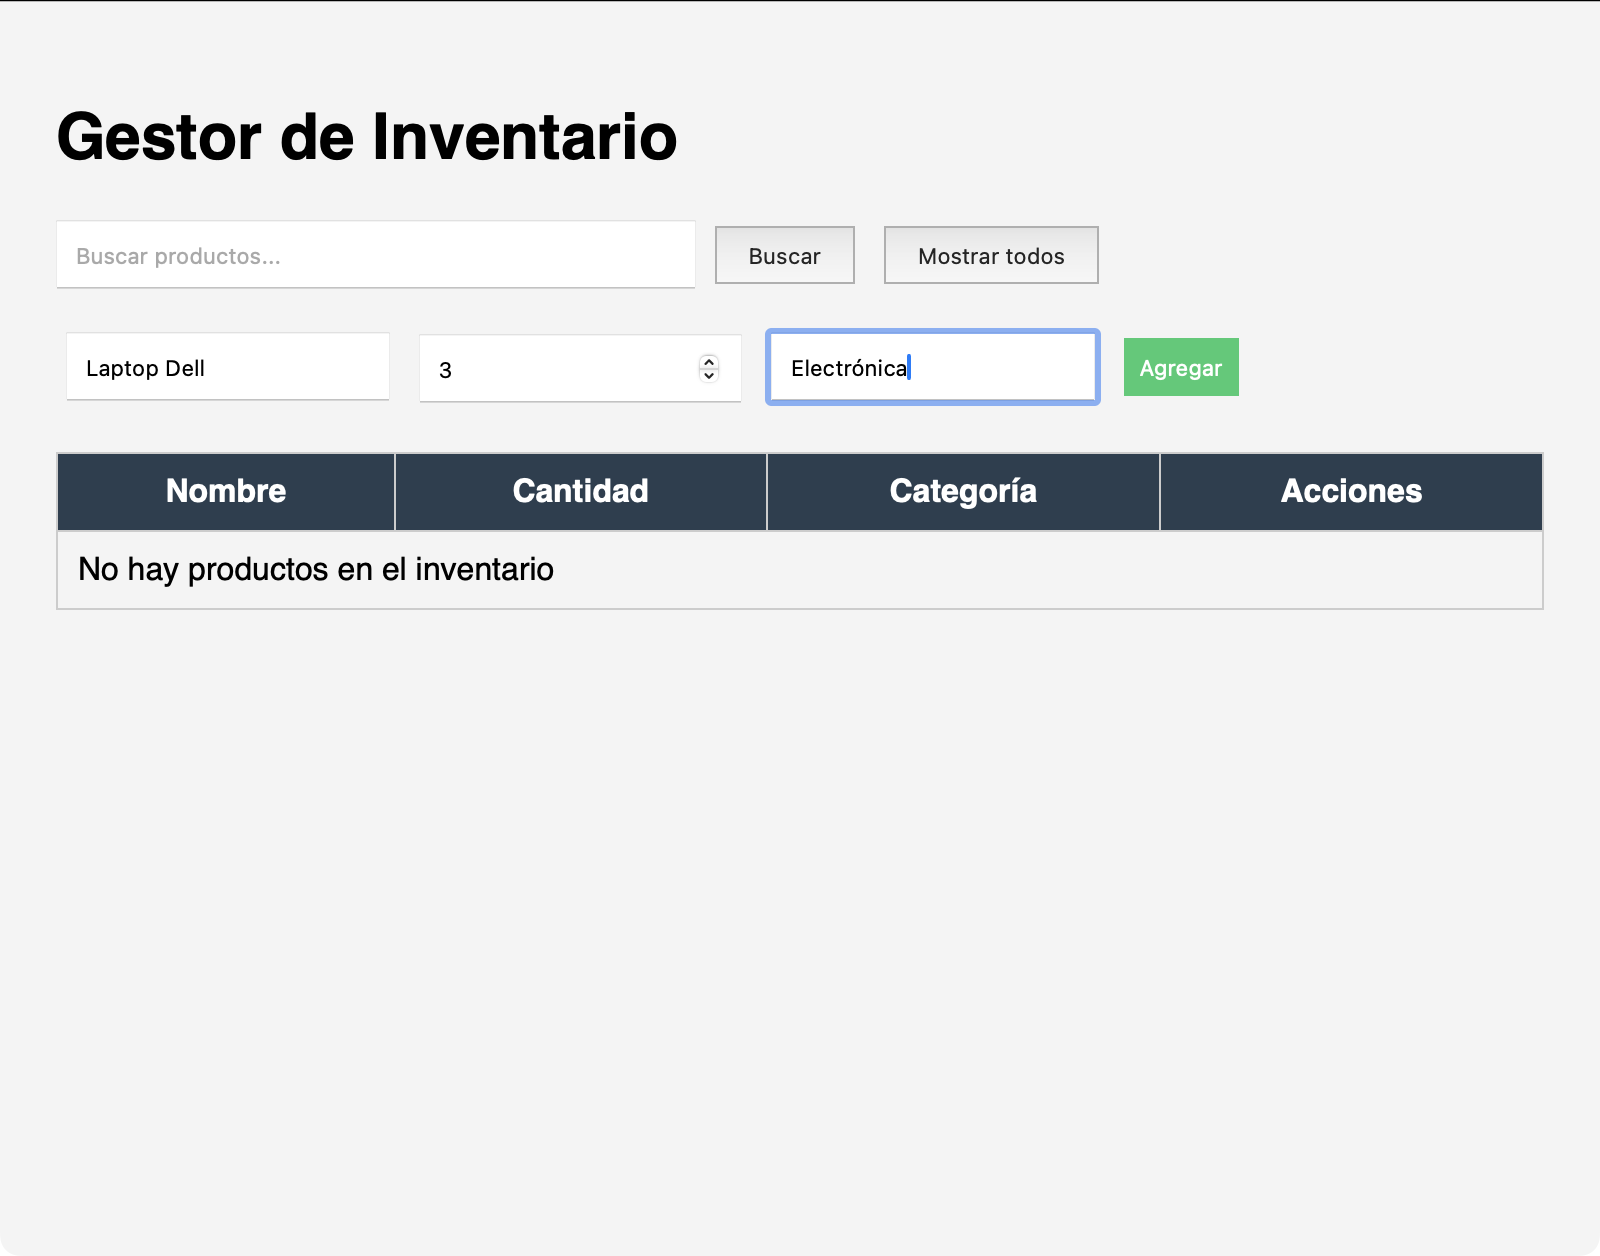 Gestor de Inventario
Buscar productos... Buscar Mostrar todos
Laptop Dell 3 Electrónica Agregar
Nombre Cantidad Categoría Acciones
No hay productos en el inventario